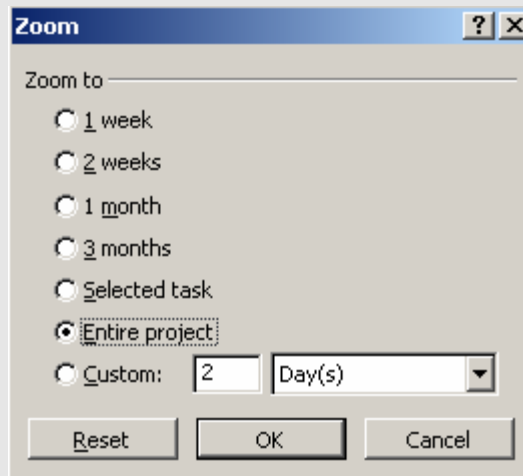 Zoom
Zoom to
1 week
2 weeks
1 month
3 months
Selected task
Entire project
Custom: 2 Day(s)
Reset OK Cancel